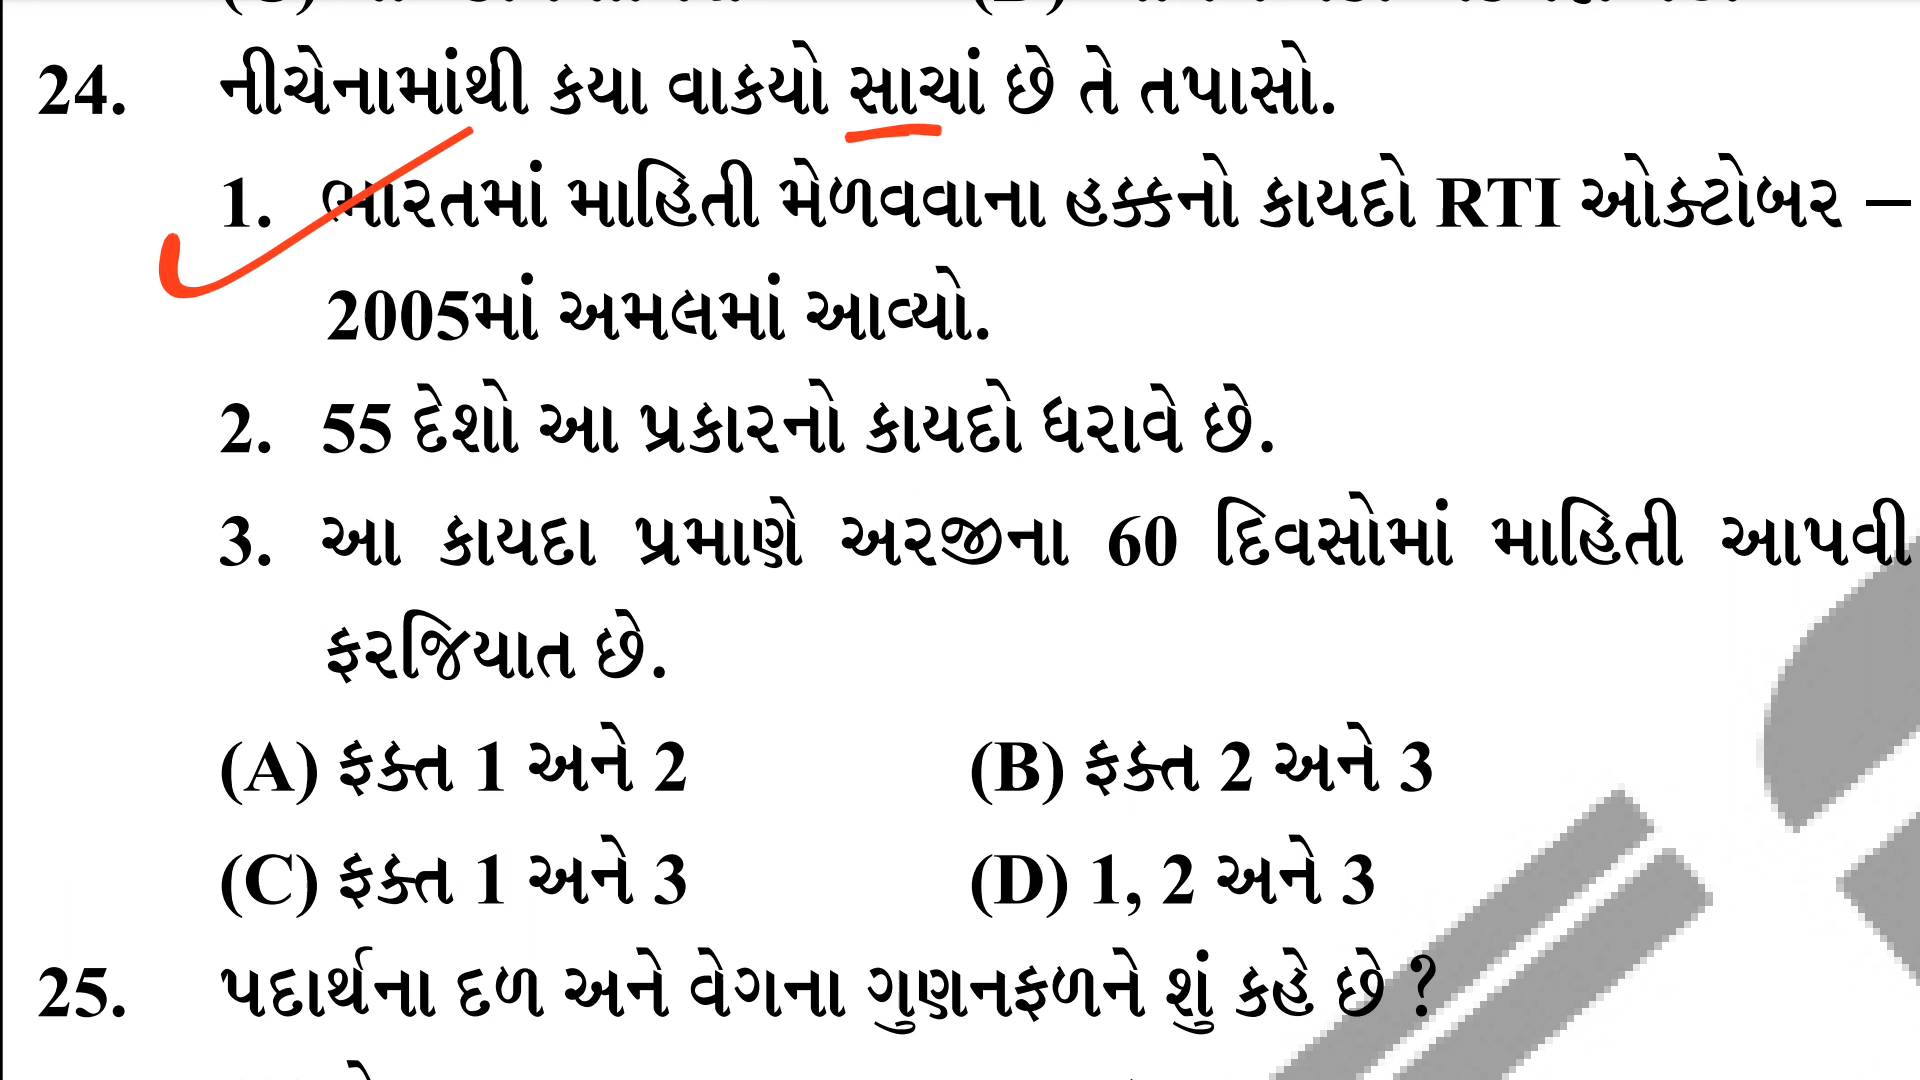 24. નીચેનામાંથી કયા વાકયો સાચાં છે તે તપાસો.
1. ભારતમાં માહિતી મેળવવાના હક્કનો કાયદો RTI ઓક્ટોબર –
2005માં અમલમાં આવ્યો.
2. 55 દેશો આ પ્રકારનો કાયદો ધરાવે છે.
3. આ કાયદા પ્રમાણે અરજીના 60 દિવસોમાં માહિતી આપવી
ફરજિયાત છે.
(A) ફક્ત 1 અને 2 (B) ફક્ત 2 અને 3
(C) ફક્ત 1 અને 3 (D) 1, 2 અને 3
25. પદાર્થના દળ અને વેગના ગુણનફળને શું કહે છે ?